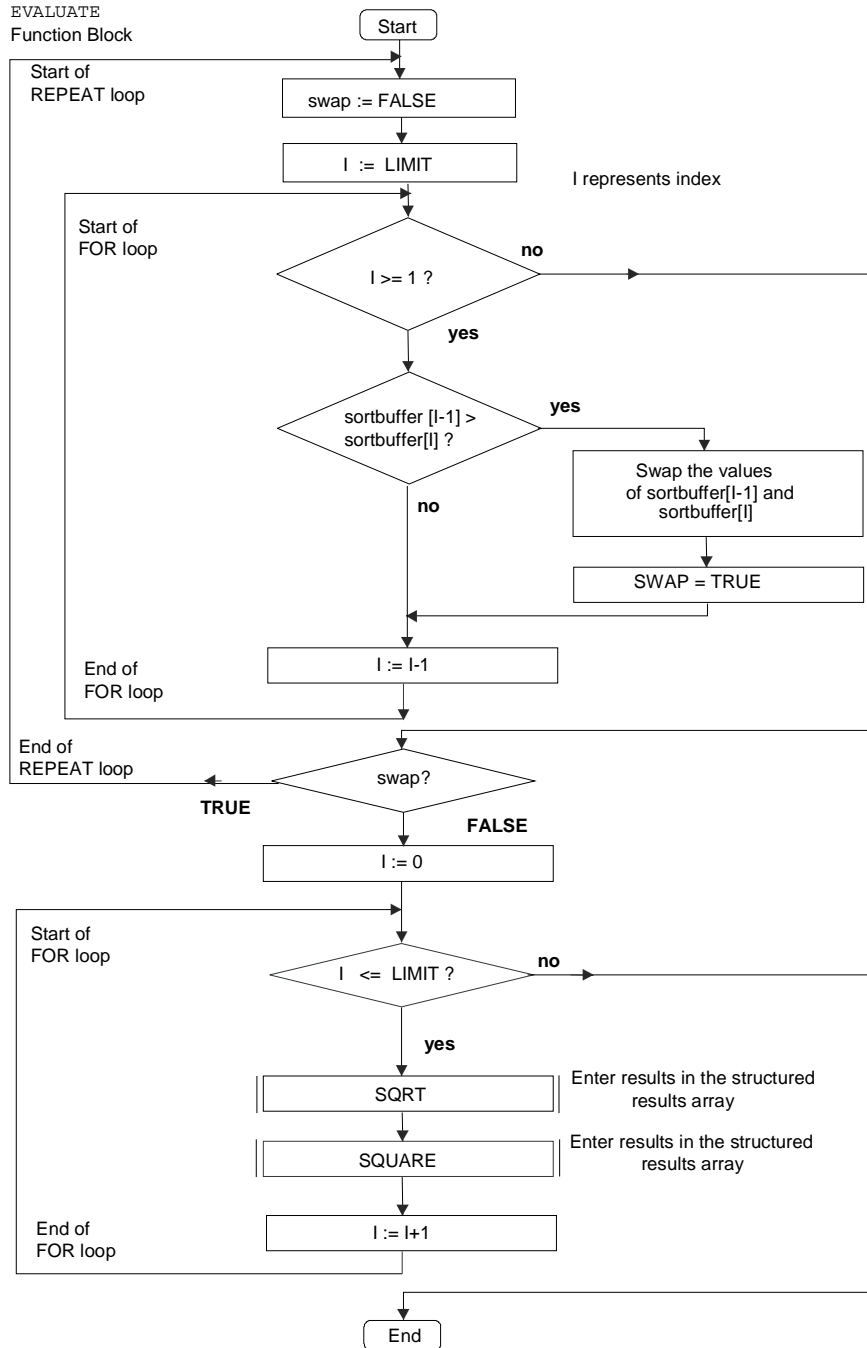 EVALUATE
Function Block
Start
Start of
REPEAT loop
swap := FALSE
I := LIMIT
I represents index
Start of
FOR loop
no
I >= 1 ?
yes
sortbuffer [I-1] >
sortbuffer[I] ?
yes
Swap the values
of sortbuffer[I-1] and
sortbuffer[I]
no
SWAP = TRUE
I := I-1
End of
FOR loop
End of
REPEAT loop
swap?
TRUE
FALSE
I := 0
Start of
FOR loop
I <= LIMIT ?
no
yes
SQRT
Enter results in the structured
results array
SQUARE
Enter results in the structured
results array
I := I+1
End of
FOR loop
End